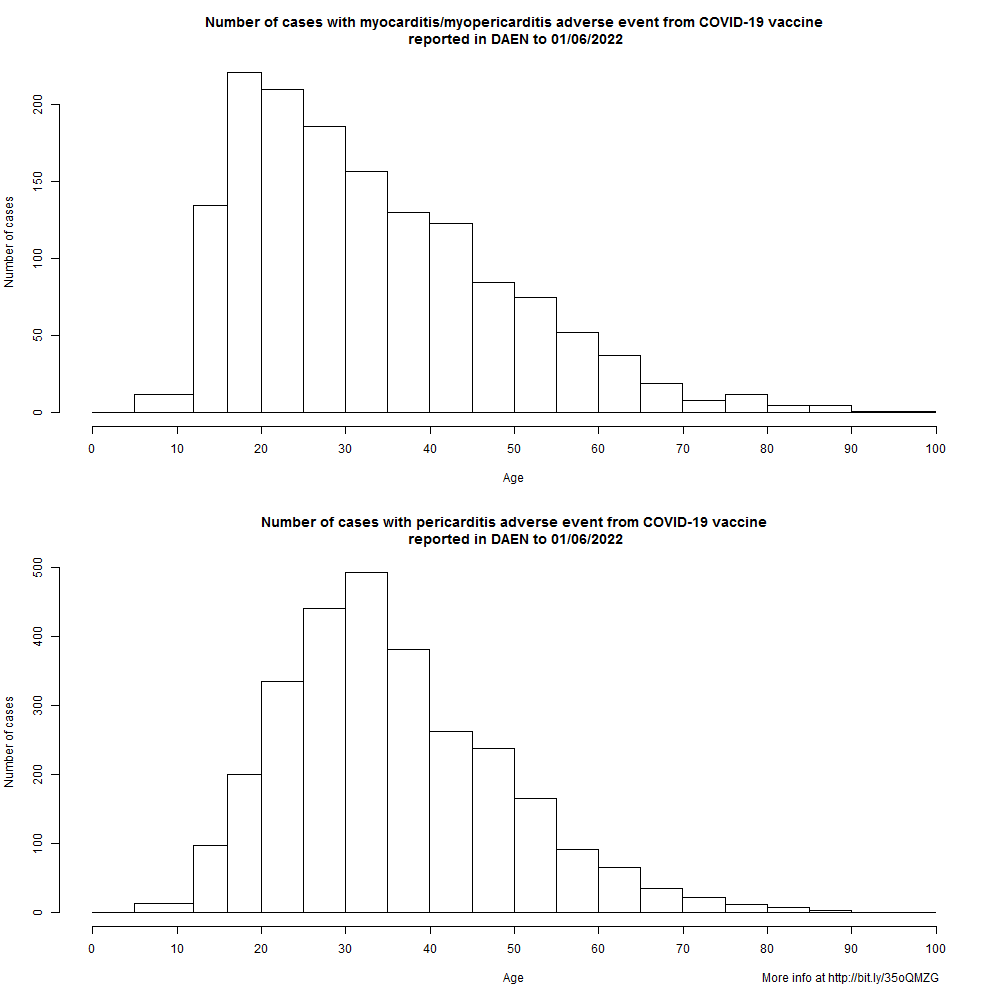 Number of cases with myocarditis/myopericarditis adverse event from COVID-19 vaccine
reported in DAEN to 01/06/2022
Number of cases
200
150
100
50
0
0 10 20 30 40 50 60 70 80 90 100
Age
Number of cases with pericarditis adverse event from COVID-19 vaccine
reported in DAEN to 01/06/2022
Number of cases
500
400
300
200
100
0
0 10 20 30 40 50 60 70 80 90 100
Age
More info at http://bit.ly/35oQMZG